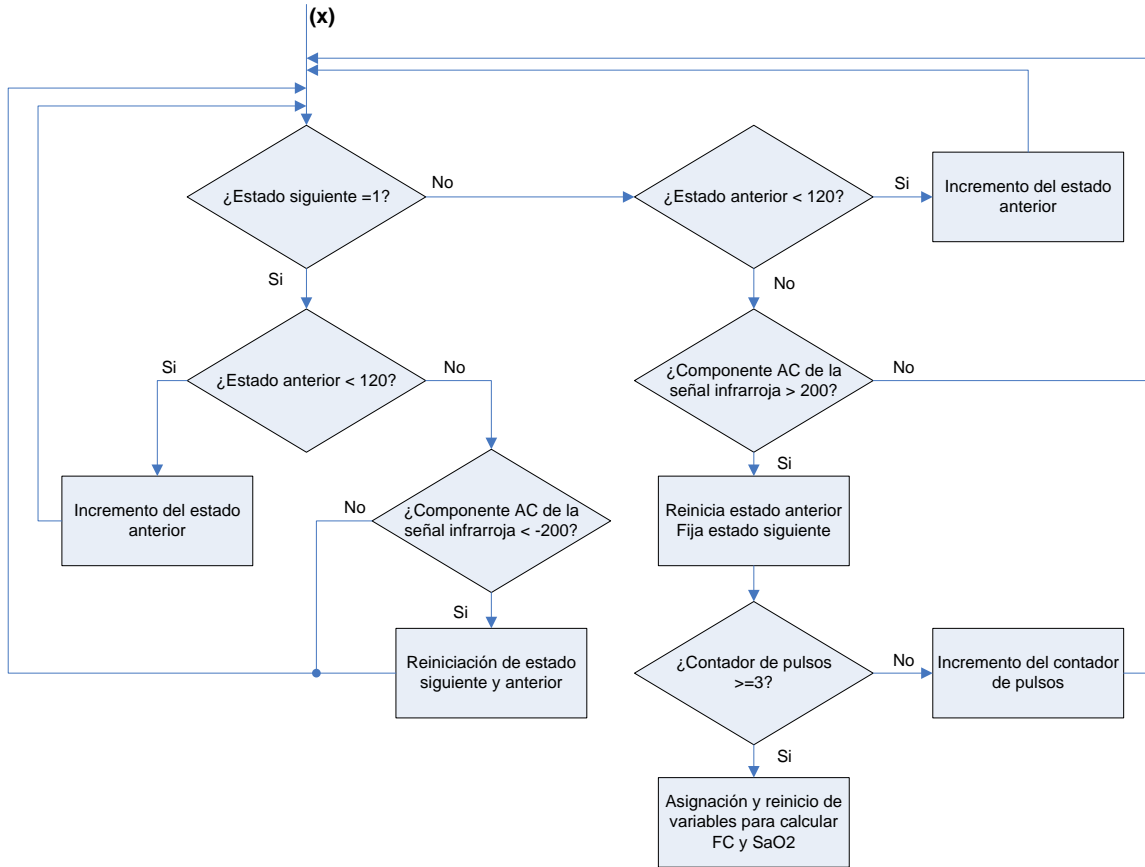 (x)
¿Estado siguiente =1?
No
¿Estado anterior < 120?
Si
Incremento del estado
anterior
Si
No
¿Estado anterior < 120?
Si
No
¿Componente AC de la
señal infrarroja > 200?
No
Si
Incremento del estado
anterior
No
¿Componente AC de la
señal infrarroja < -200?
Reinicia estado anterior
Fija estado siguiente
Si
Reiniciación de estado
siguiente y anterior
¿Contador de pulsos
>=3?
No
Incremento del contador
de pulsos
Si
Asignación y reinicio de
variables para calcular
FC y SaO2